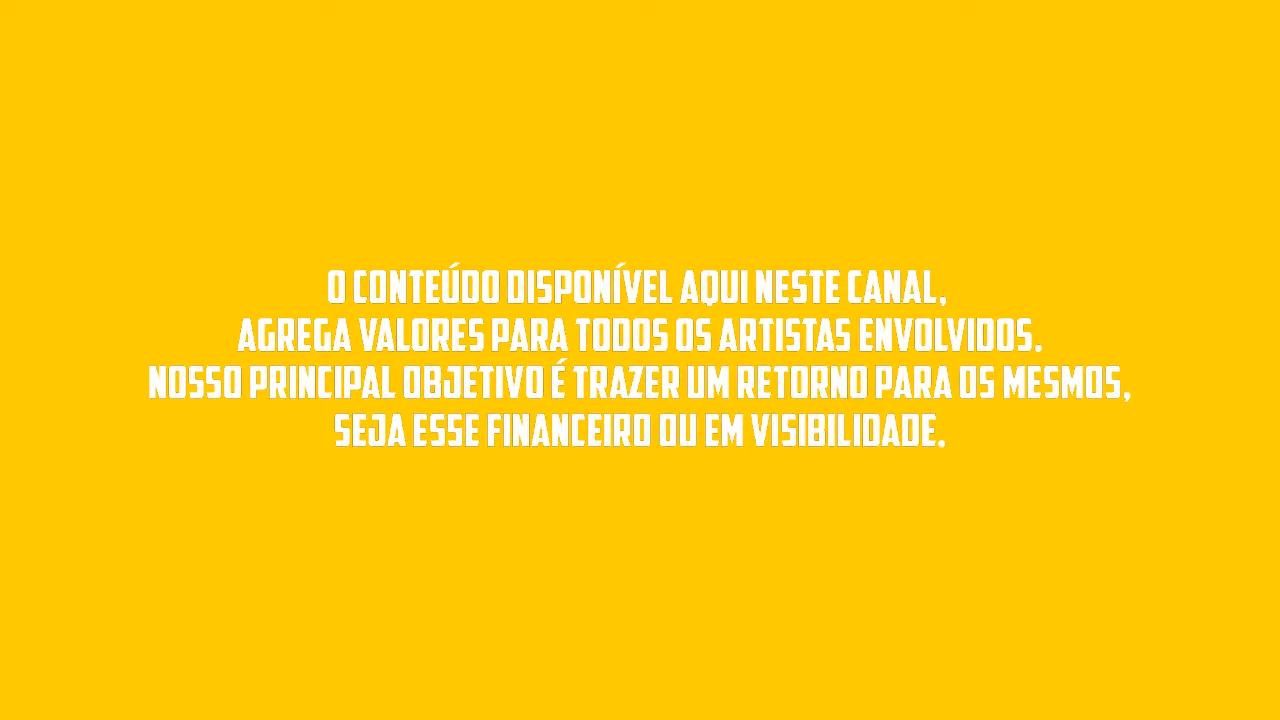 O CONTEÚDO DISPONÍVEL AQUI NESTE CANAL,
AGREGA VALORES PARA TODOS OS ARTISTAS ENVOLVIDOS.
NOSSO PRINCIPAL OBJETIVO É TRAZER UM RETORNO PARA OS MESMOS,
SEJA ESSE FINANCEIRO OU EM VISIBILIDADE.